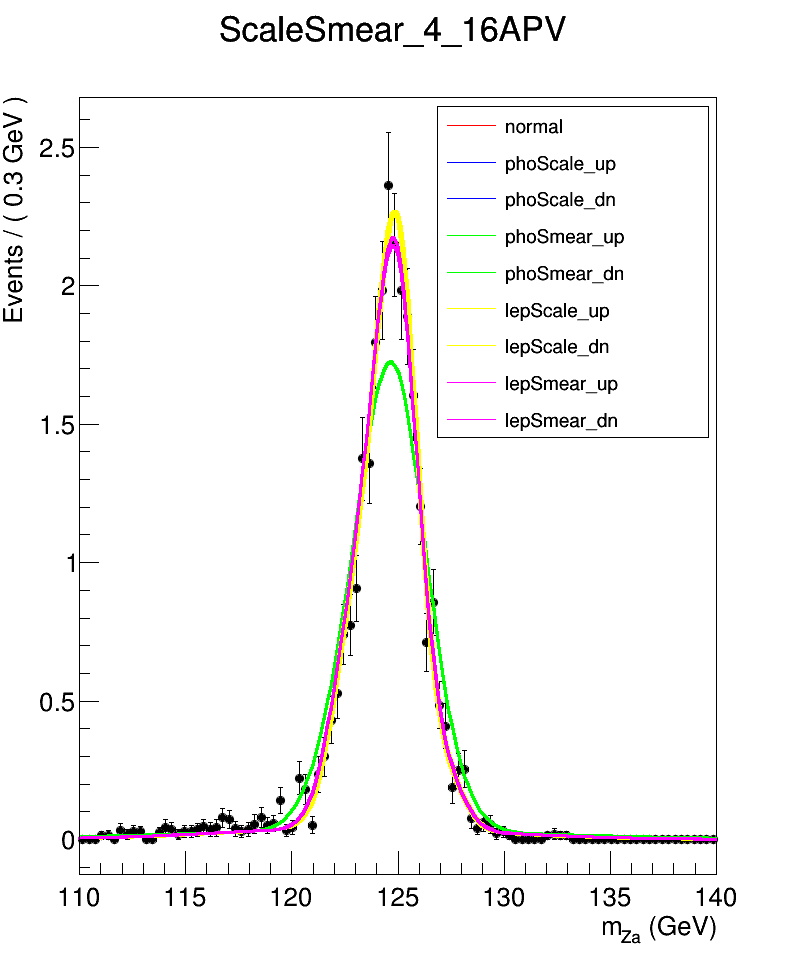 ScaleSmear_4_16APV
Events / ( 0.3 GeV )
2.5
2
1.5
1
0.5
0
normal
phoScale_up
phoScale_dn
phoSmear_up
phoSmear_dn
lepScale_up
lepScale_dn
lepSmear_up
lepSmear_dn
110 115 120 125 130 135 140
m_Za (GeV)